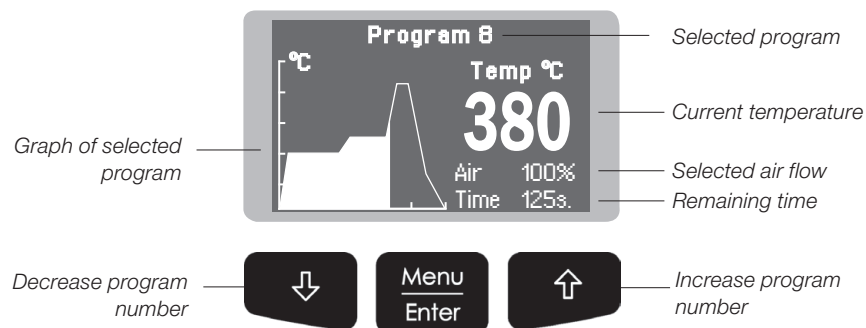 Program 8
Selected program
°C
Temp °C
380
Current temperature
Graph of selected
program
Air 100%
Selected air flow
Time 125s.
Remaining time
Decrease program
number
Menu
Enter
Increase program
number